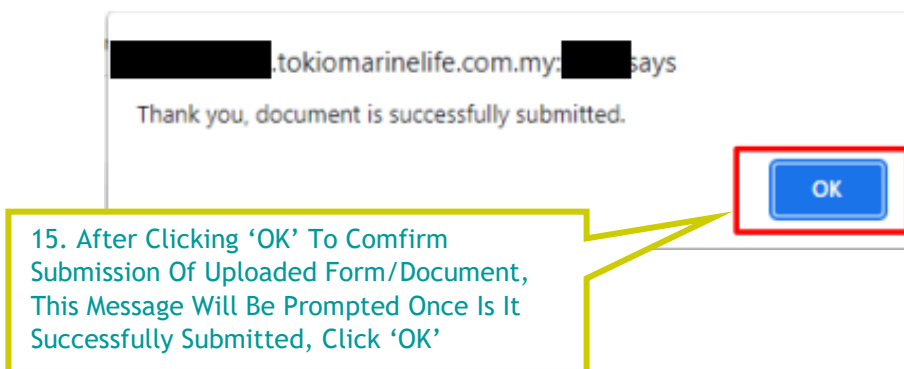 .tokiomarinelife.com.my: says
Thank you, document is successfully submitted.
OK
15. After Clicking ‘OK’ To Comfirm
Submission Of Uploaded Form/Document,
This Message Will Be Prompted Once Is It
Successfully Submitted, Click ‘OK’